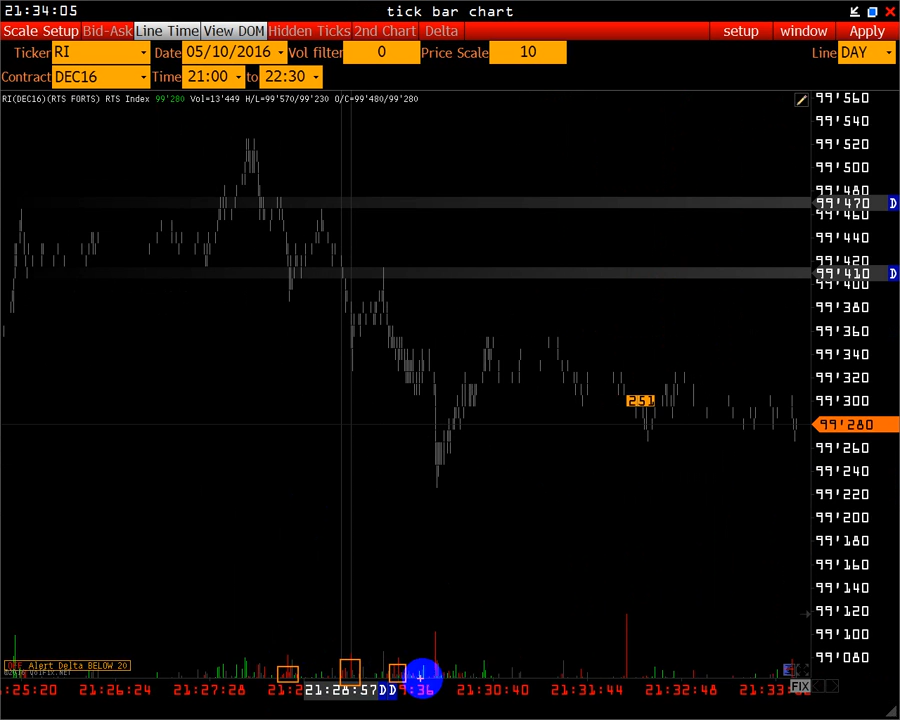 21:34:05 tick bar chart
Scale Setup Bid-Ask Line Time View DOM Hidden Ticks 2nd Chart Delta setup window Apply
Ticker RI Date 05/10/2016 Vol filter 0 Price Scale 10 Line DAY
Contract DEC16 Time 21:00 to 22:30
RI(DEC16)(RTS FORTS) RTS Index 99'280 Vol=13'449 H/L=99'570/99'230 O/C=99'480/99'280
99'560
99'540
99'520
99'500
99'480
99'470 D
99'460
99'440
99'420
99'410 D
99'400
99'380
99'360
99'340
99'320
251 99'300
99'280
99'260
99'240
99'220
99'200
99'180
99'160
99'140
99'120
99'100
99'080
OFF Alert Delta BELOW 20
©2016 VolFix.NET
FIX
:25:20 21:26:24 21:27:28 21:2 21:28:57 DD 9:36 21:30:40 21:31:44 21:32:48 21:33: